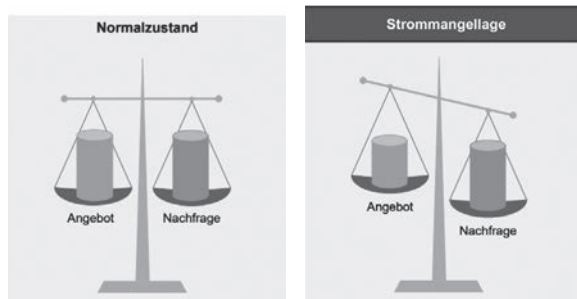 Normalzustand
Angebot
Nachfrage
Strommangellage
Angebot
Nachfrage